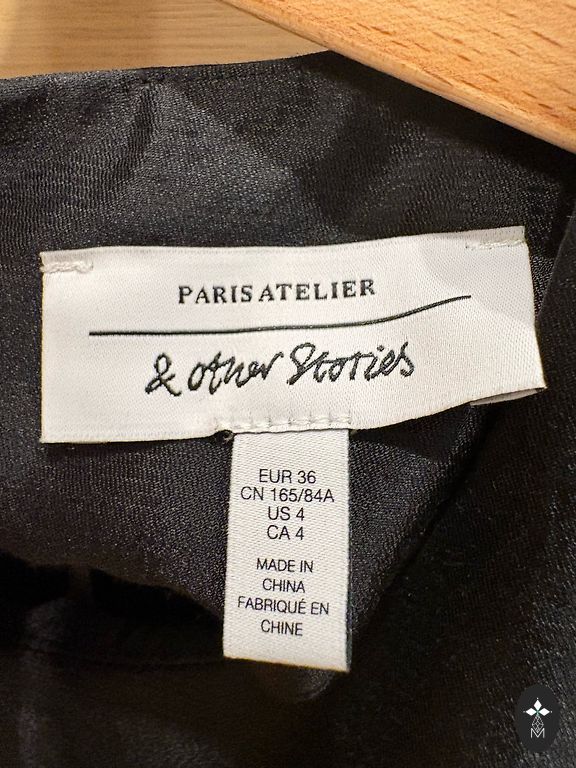 PARIS ATELIER
& other Stories
EUR 36
CN 165/84A
US 4
CA 4
MADE IN
CHINA
FABRIQUÉ EN
CHINE
M